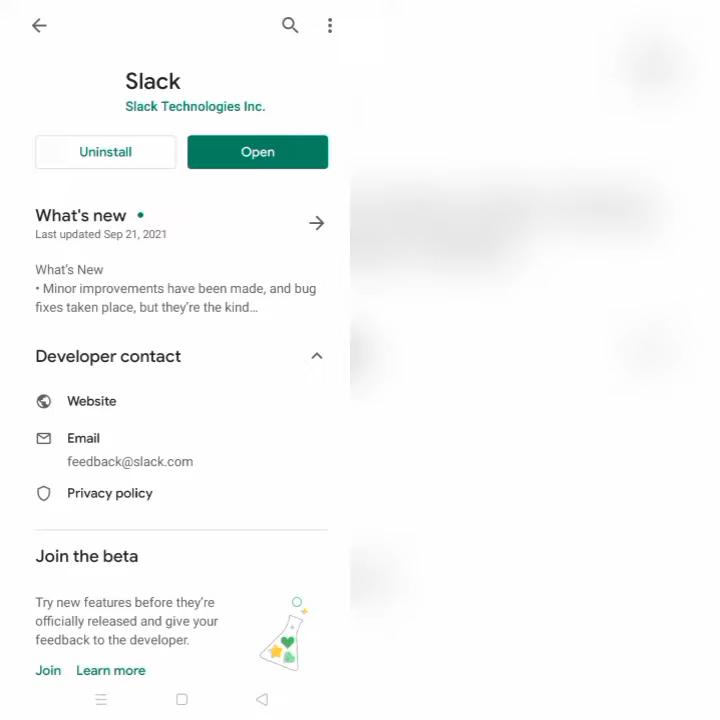 Slack
Slack Technologies Inc.
Uninstall
Open
What's new
Last updated Sep 21, 2021
What's New
• Minor improvements have been made, and bug
fixes taken place, but they're the kind...
Developer contact
Website
Email
feedback@slack.com
Privacy policy
Join the beta
Try new features before they're
officially released and give your
feedback to the developer.
Join
Learn more